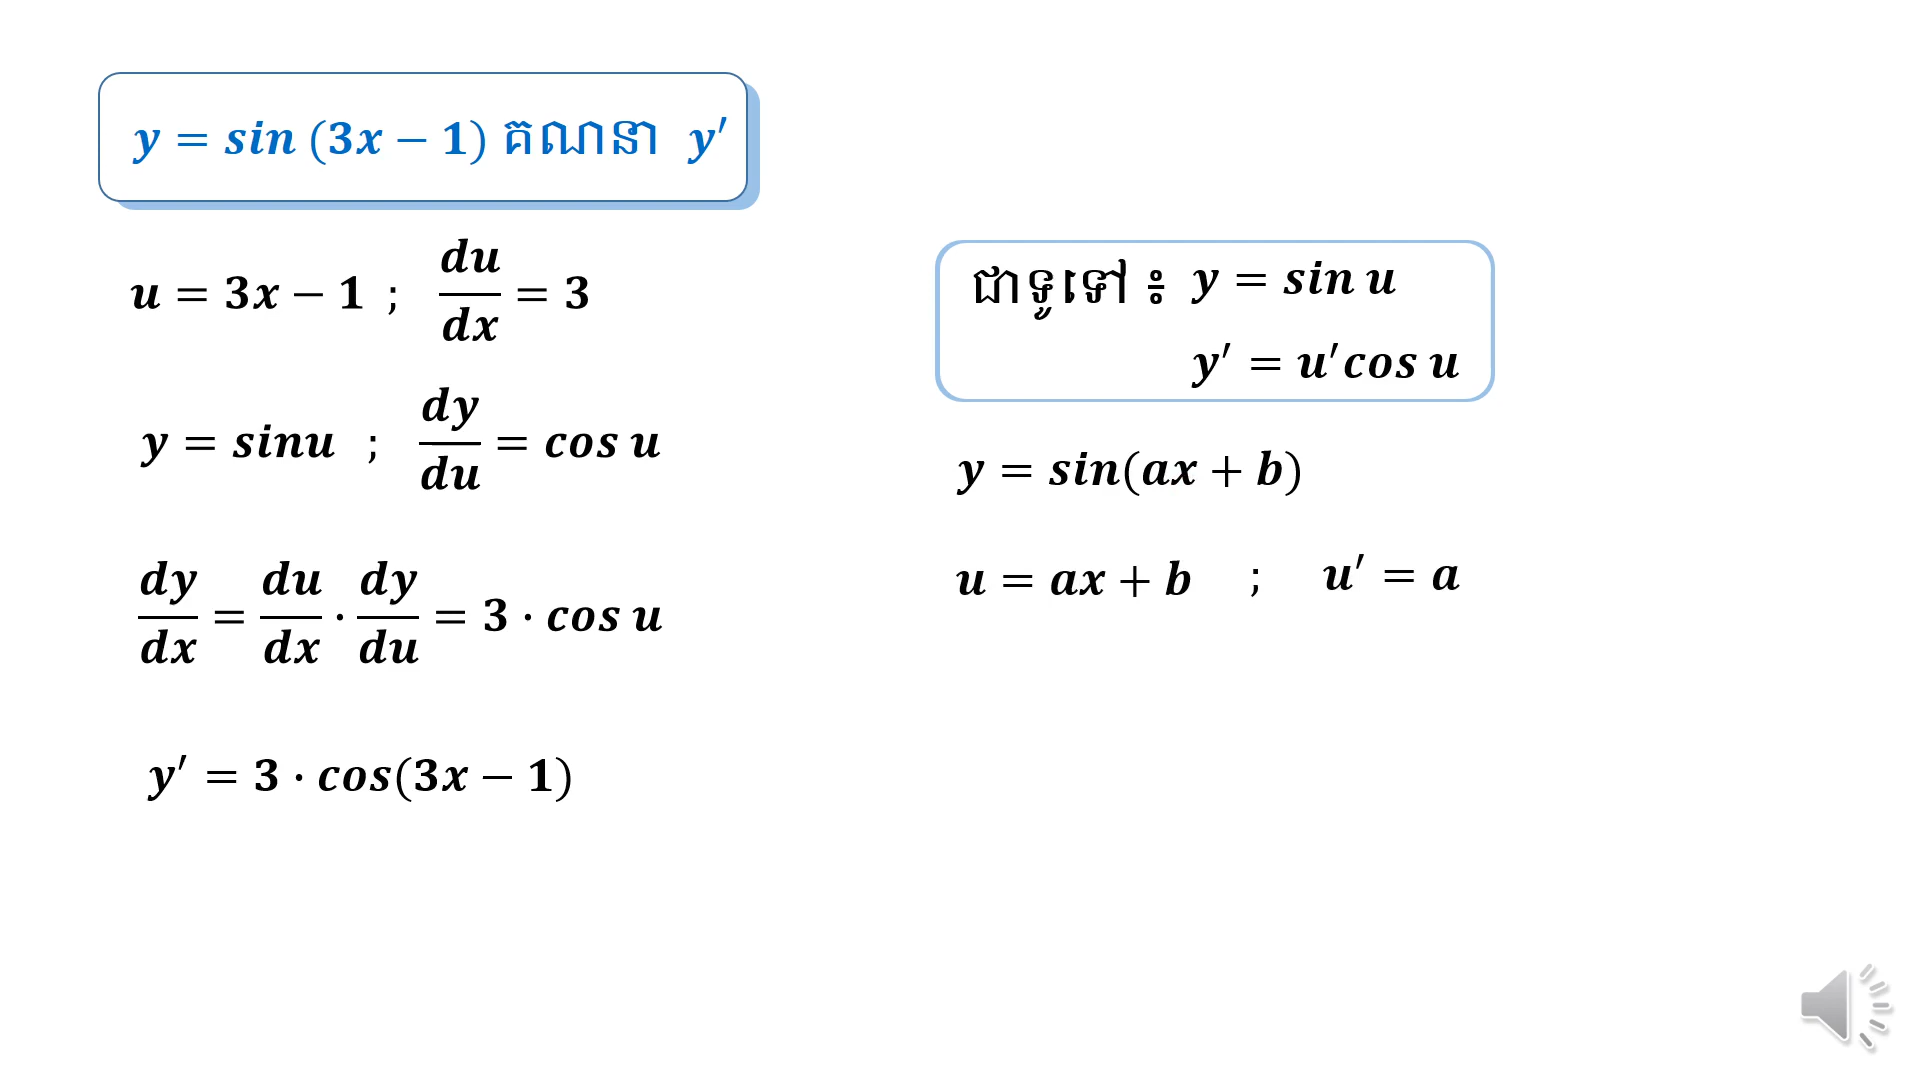 y = sin (3x − 1) គណនា y′
u = 3x − 1 ; du/dx = 3
y = sinu ; dy/du = cos u
dy/dx = du/dx · dy/du = 3 · cos u
y′ = 3 · cos(3x − 1)
ជាទូទៅ ៖ y = sin u
y′ = u′cos u
y = sin(ax + b)
u = ax + b ; u′ = a